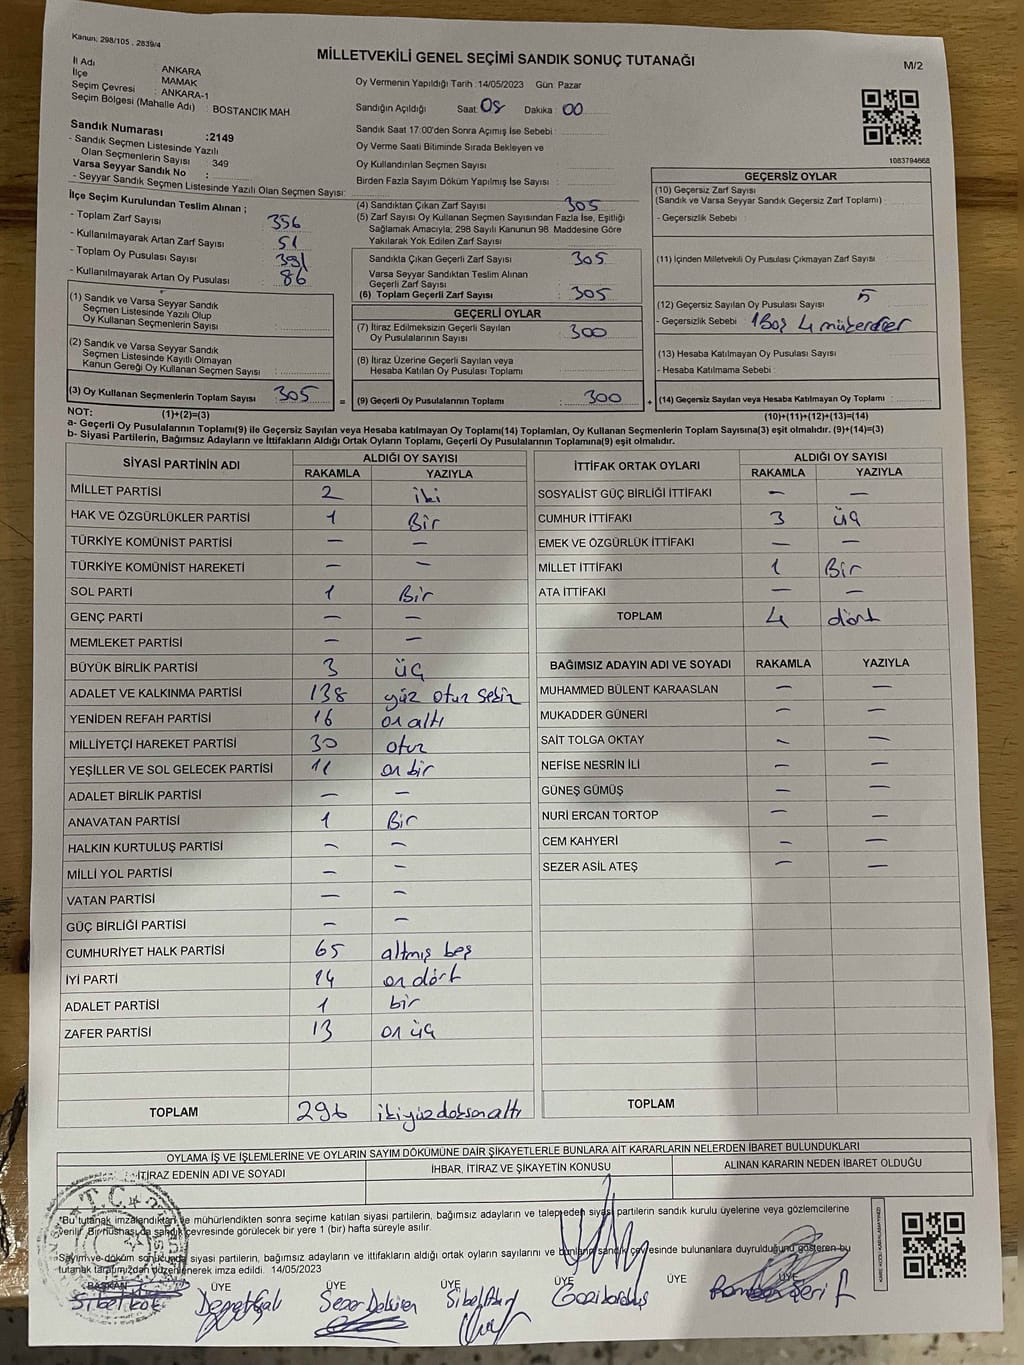 Kanun: 298/105 , 2839/4
MİLLETVEKİLİ GENEL SEÇİMİ SANDIK SONUÇ TUTANAĞI
M/2
İl Adı : ANKARA
İlçe : MAMAK
Seçim Çevresi : ANKARA-1
Seçim Bölgesi (Mahalle Adı) : BOSTANCIK MAH
Oy Vermenin Yapıldığı Tarih :14/05/2023 Gün: Pazar
Sandığın Açıldığı Saat 08 Dakika : 00
Sandık Saat 17:00'den Sonra Açımış İse Sebebi :
Oy Verme Saati Bitiminde Sırada Bekleyen ve
Oy Kullandırılan Seçmen Sayısı :
Birden Fazla Sayım Döküm Yapılmış İse Sayısı :
1083794668
Sandık Numarası :2149
- Sandık Seçmen Listesinde Yazılı
Olan Seçmenlerin Sayısı : 349
Varsa Seyyar Sandık No :
- Seyyar Sandık Seçmen Listesinde Yazılı Olan Seçmen Sayısı:
İlçe Seçim Kurulundan Teslim Alınan ;
- Toplam Zarf Sayısı : 356
- Kullanılmayarak Artan Zarf Sayısı : 51
- Toplam Oy Pusulası Sayısı : 391
- Kullanılmayarak Artan Oy Pusulası : 86
(4) Sandıktan Çıkan Zarf Sayısı : 305
(5) Zarf Sayısı Oy Kullanan Seçmen Sayısından Fazla İse, Eşitliği
Sağlamak Amacıyla; 298 Sayılı Kanunun 98. Maddesine Göre
Yakılarak Yok Edilen Zarf Sayısı :
Sandıkta Çıkan Geçerli Zarf Sayısı : 305
Varsa Seyyar Sandıktan Teslim Alınan
Geçerli Zarf Sayısı :
(6) Toplam Geçerli Zarf Sayısı : 305
GEÇERSİZ OYLAR
(10) Geçersiz Zarf Sayısı
(Sandık ve Varsa Seyyar Sandık Geçersiz Zarf Toplamı) :
- Geçersizlik Sebebi :
(11) İçinden Milletvekili Oy Pusulası Çıkmayan Zarf Sayısı :
(12) Geçersiz Sayılan Oy Pusulası Sayısı : 5
- Geçersizlik Sebebi : 1 Boş 4 mükerrer
(13) Hesaba Katılmayan Oy Pusulası Sayısı :
- Hesaba Katılmama Sebebi :
(14) Geçersiz Sayılan veya Hesaba Katılmayan Oy Toplamı :
(10)+(11)+(12)+(13)=(14)
(1) Sandık ve Varsa Seyyar Sandık
Seçmen Listesinde Yazılı Olup
Oy Kullanan Seçmenlerin Sayısı :
(2) Sandık ve Varsa Seyyar Sandık
Seçmen Listesinde Kayıtlı Olmayan
Kanun Gereği Oy Kullanan Seçmen Sayısı :
(3) Oy Kullanan Seçmenlerin Toplam Sayısı : 305 =
GEÇERLİ OYLAR
(7) İtiraz Edilmeksizin Geçerli Sayılan
Oy Pusulalarının Sayısı : 300
(8) İtiraz Üzerine Geçerli Sayılan veya
Hesaba Katılan Oy Pusulası Toplamı :
(9) Geçerli Oy Pusulalarının Toplamı : 300 +
NOT: (1)+(2)=(3)
a- Geçerli Oy Pusulalarının Toplamı(9) ile Geçersiz Sayılan veya Hesaba katılmayan Oy Toplamı(14) Toplamları, Oy Kullanan Seçmenlerin Toplam Sayısına(3) eşit olmalıdır. (9)+(14)=(3)
b- Siyasi Partilerin, Bağımsız Adayların ve İttifakların Aldığı Ortak Oyların Toplamı, Geçerli Oy Pusulalarının Toplamına(9) eşit olmalıdır.
SİYASİ PARTİNİN ADI ALDIĞI OY SAYISI
RAKAMLA YAZIYLA
MİLLET PARTİSİ 2 iki
HAK VE ÖZGÜRLÜKLER PARTİSİ 1 Bir
TÜRKİYE KOMÜNİST PARTİSİ — —
TÜRKİYE KOMÜNİST HAREKETİ — —
SOL PARTİ 1 Bir
GENÇ PARTİ — —
MEMLEKET PARTİSİ — —
BÜYÜK BİRLİK PARTİSİ 3 üç
ADALET VE KALKINMA PARTİSİ 138 yüz otuz sekiz
YENİDEN REFAH PARTİSİ 16 on altı
MİLLİYETÇİ HAREKET PARTİSİ 30 otuz
YEŞİLLER VE SOL GELECEK PARTİSİ 11 on bir
ADALET BİRLİK PARTİSİ — —
ANAVATAN PARTİSİ 1 Bir
HALKIN KURTULUŞ PARTİSİ — —
MİLLİ YOL PARTİSİ — —
VATAN PARTİSİ — —
GÜÇ BİRLİĞİ PARTİSİ — —
CUMHURİYET HALK PARTİSİ 65 altmış beş
İYİ PARTİ 14 on dört
ADALET PARTİSİ 1 bir
ZAFER PARTİSİ 13 on üç
TOPLAM 296 ikiyüzdoksanaltı
İTTİFAK ORTAK OYLARI ALDIĞI OY SAYISI
RAKAMLA YAZIYLA
SOSYALİST GÜÇ BİRLİĞİ İTTİFAKI — —
CUMHUR İTTİFAKI 3 üç
EMEK VE ÖZGÜRLÜK İTTİFAKI — —
MİLLET İTTİFAKI 1 Bir
ATA İTTİFAKI — —
TOPLAM 4 dört
BAĞIMSIZ ADAYIN ADI VE SOYADI RAKAMLA YAZIYLA
MUHAMMED BÜLENT KARAASLAN — —
MUKADDER GÜNERİ — —
SAİT TOLGA OKTAY — —
NEFİSE NESRİN İLİ — —
GÜNEŞ GÜMÜŞ — —
NURİ ERCAN TORTOP — —
CEM KAHYERİ — —
SEZER ASİL ATEŞ — —
TOPLAM
OYLAMA İŞ VE İŞLEMLERİNE VE OYLARIN SAYIM DÖKÜMÜNE DAİR ŞİKAYETLERLE BUNLARA AİT KARARLARIN NELERDEN İBARET BULUNDUKLARI
İTİRAZ EDENİN ADI VE SOYADI İHBAR, İTİRAZ VE ŞİKAYETİN KONUSU ALINAN KARARIN NEDEN İBARET OLDUĞU
T.C.
*Bu tutanak imzalandıktan ve mühürlendikten sonra seçime katılan siyasi partilerin, bağımsız adayların ve talep eden siyasi partilerin sandık kurulu üyelerine veya gözlemcilerine
verilir. Bir nüshası da sandık çevresinde görülecek bir yere 1 (bir) hafta süreyle asılır.
Sayım ve döküm sonucunda siyasi partilerin, bağımsız adayların ve ittifakların aldığı ortak oyların sayılarını ve bunların sandık çevresinde bulunanlara duyrulduğunu gösteren bu
tutanak tarafımızdan düzenlenerek imza edildi. 14/05/2023
BAŞKAN ÜYE ÜYE ÜYE ÜYE ÜYE ÜYE
Sibel kök